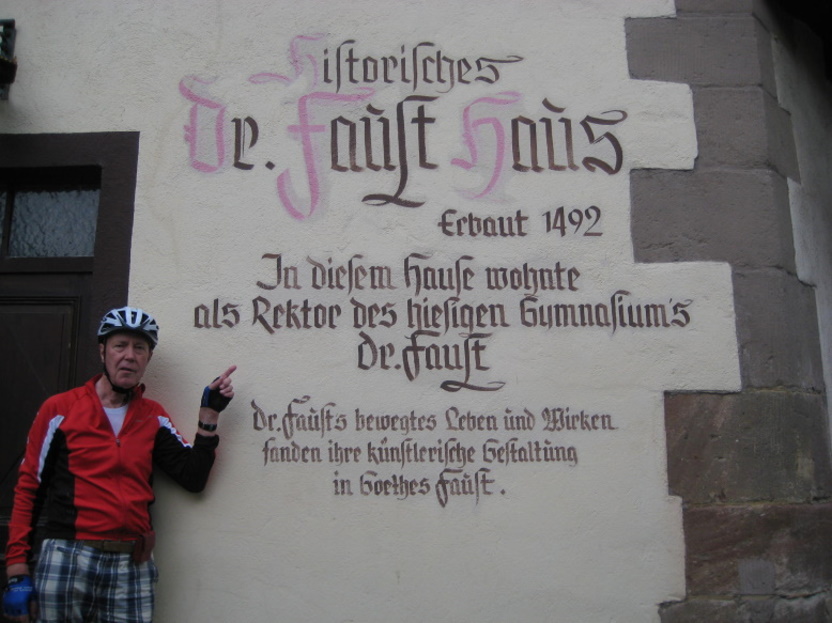 Historisches
Dr. Faust Haus
Erbaut 1492
In diesem Hause wohnte
als Rektor des hiesigen Gymnasium's
Dr. Faust
Dr. Fausts bewegtes Leben und Wirken
fanden ihre künstlerische Gestaltung
in Goethes Faust.